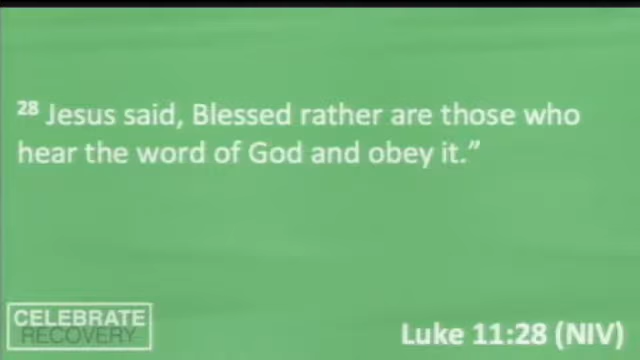 28 Jesus said, Blessed rather are those who
hear the word of God and obey it.”
CELEBRATE
RECOVERY
Luke 11:28 (NIV)